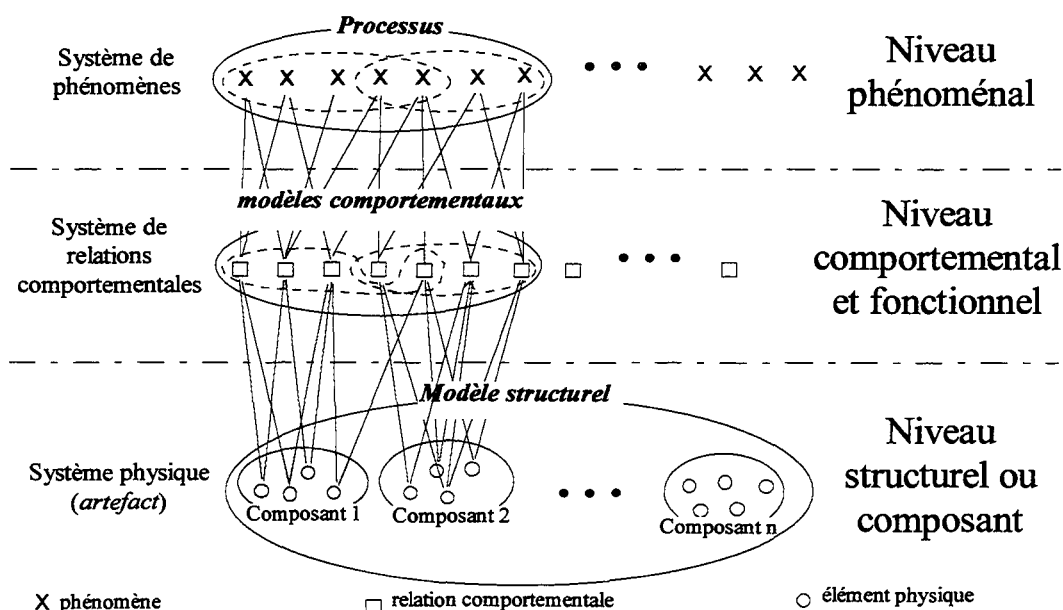 Processus
Système de
phénomènes
X X X X X X X • • • X X X
Niveau
phénoménal
modèles comportementaux
Système de
relations
comportementales
• • •
Niveau
comportemental
et fonctionnel
Modèle structurel
Système physique
(artefact)
Composant 1
Composant 2
• • •
Composant n
Niveau
structurel ou
composant
X phénomène
relation comportementale
élément physique